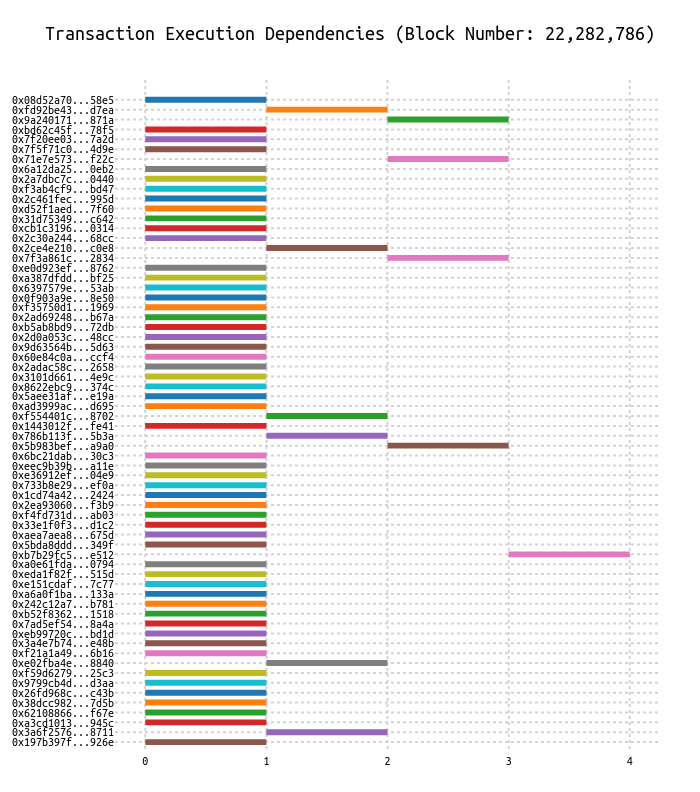 Transaction Execution Dependencies (Block Number: 22,282,786)
0x08d52a70...58e5
0xfd92be43...d7ea
0x9a240171...871a
0xbd62c45f...78f5
0x7f20ee03...7a2d
0x7f5f71c0...4d9e
0x71e7e573...f22c
0x6a12da25...0eb2
0x2a7dbc7c...0440
0xf3ab4cf9...bd47
0x2c461fec...995d
0xd52f1aed...7f60
0x31d75349...c642
0xcb1c3196...0314
0x2c30a244...68cc
0x2ce4e210...c0e8
0x7f3a861c...2834
0xe0d923ef...8762
0xa387dfdd...bf25
0x6397579e...53ab
0x0f903a9e...8e50
0xf35750d1...1969
0x2ad69248...b67a
0xb5ab8bd9...72db
0x2d0a053c...48cc
0x9d63564b...5d63
0x60e84c0a...ccf4
0x2adac58c...2658
0x3101d661...4e9c
0x8622ebc9...374c
0x5aee31af...e19a
0xad3999ac...d695
0xf554401c...8702
0x1443012f...fe41
0x786b113f...5b3a
0x5b983bef...a9a0
0x6bc21dab...30c3
0xeec9b39b...a11e
0xe36912ef...04e9
0x733b8e29...ef0a
0x1cd74a42...2424
0x2ea93060...f3b9
0xf4fd731d...ab03
0x33e1f0f3...d1c2
0xaea7aea8...675d
0x5bda8ddd...349f
0xb7b29fc5...e512
0xa0e61fda...0794
0xeda1f82f...515d
0xe151cdaf...7c77
0xa6a0f1ba...133a
0x242c12a7...b781
0xb52f8362...1518
0x7ad5ef54...8a4a
0xeb99720c...bd1d
0x3a4e7b74...e48b
0xf21a1a49...6b16
0xe02fba4e...8840
0xf59d6279...25c3
0x9799cb4d...d3aa
0x26fd968c...c43b
0x38dcc982...7d5b
0x62108866...f67e
0xa3cd1013...945c
0x3a6f2576...8711
0x197b397f...926e
0 1 2 3 4